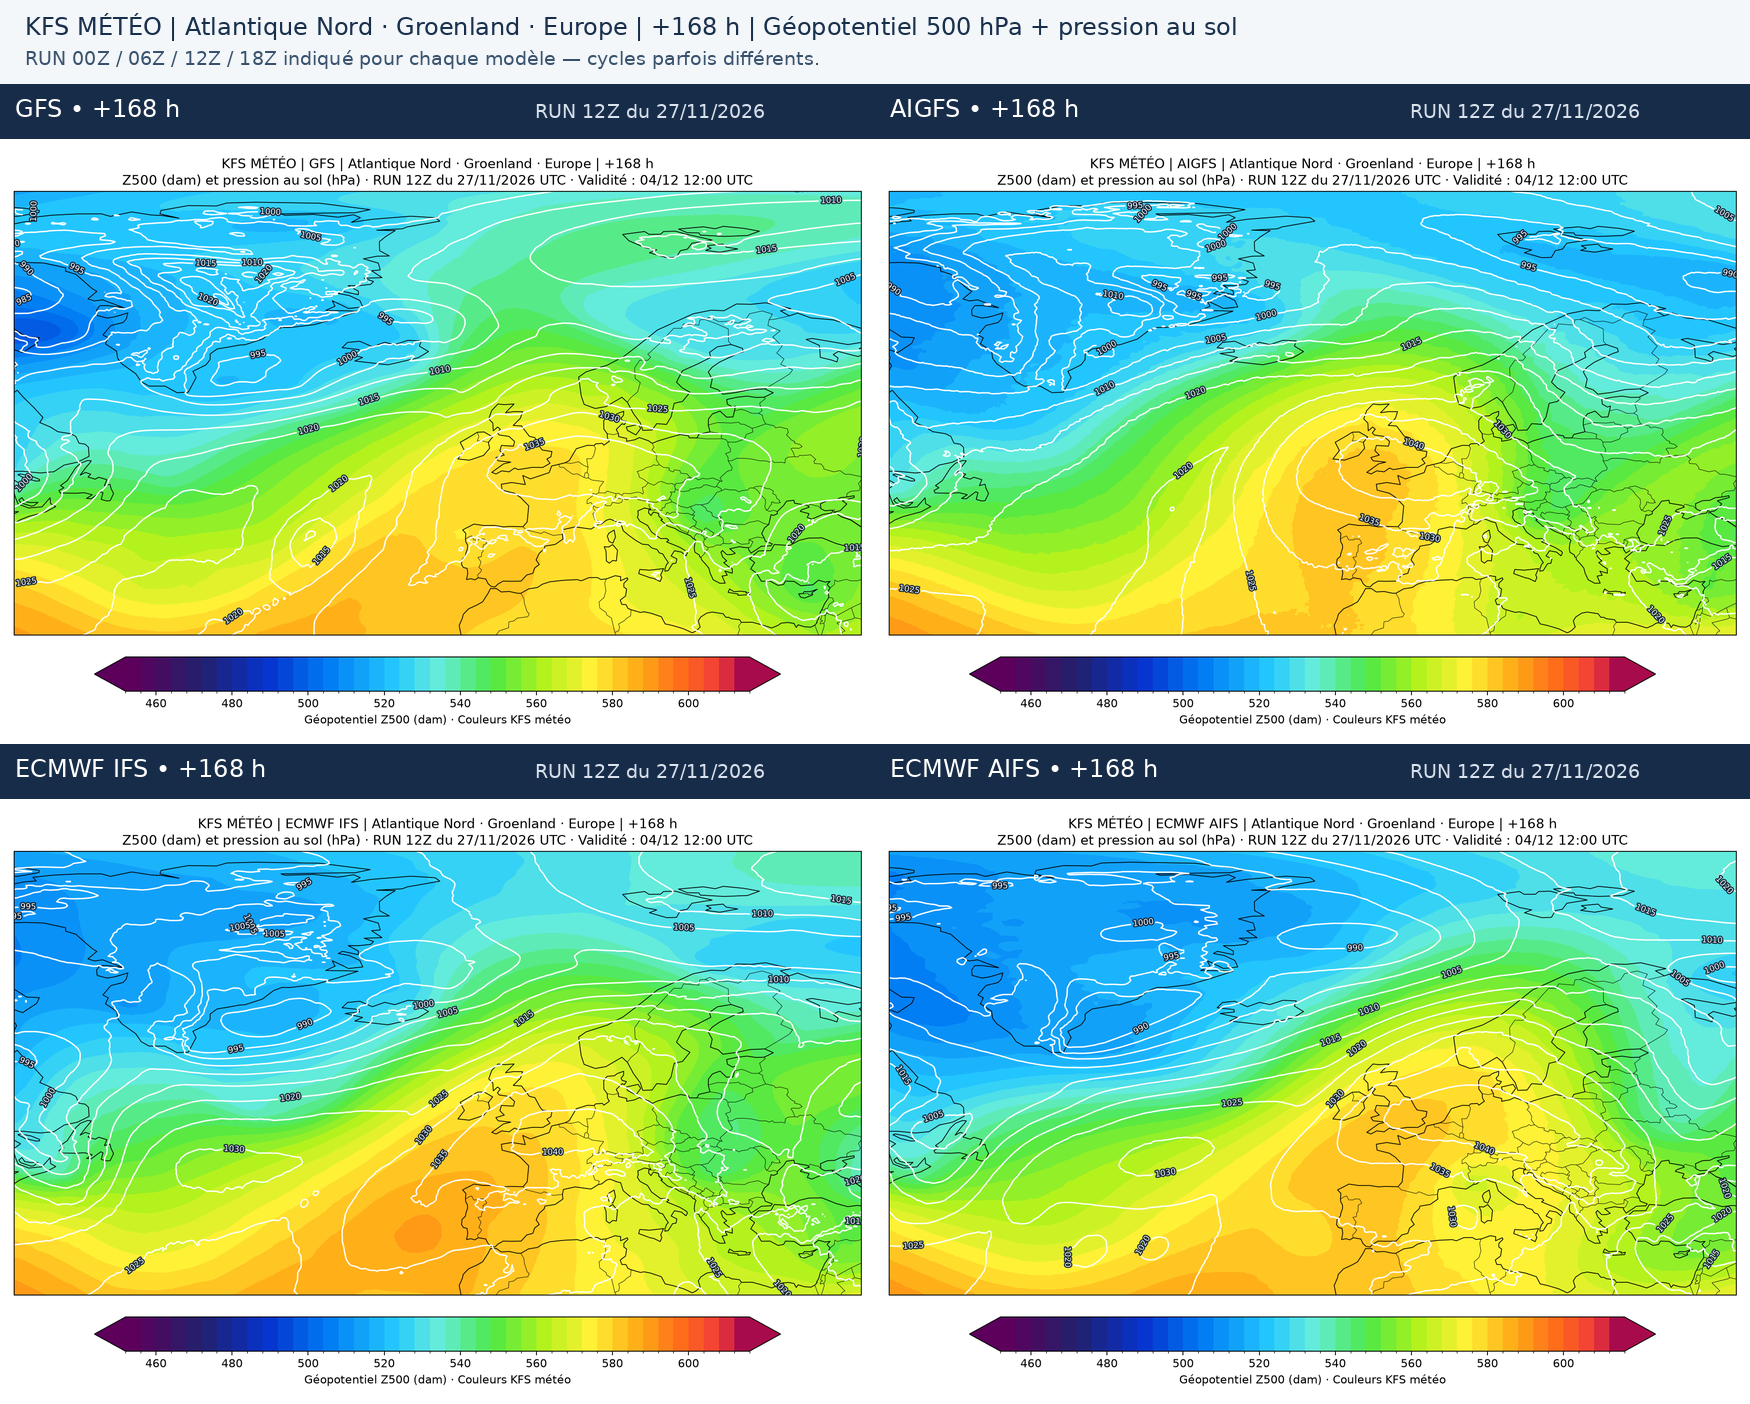 KFS MÉTÉO | Atlantique Nord · Groenland · Europe | +168 h | Géopotentiel 500 hPa + pression au sol
RUN 00Z / 06Z / 12Z / 18Z indiqué pour chaque modèle — cycles parfois différents.
GFS • +168 h
RUN 12Z du 27/11/2026
KFS MÉTÉO | GFS | Atlantique Nord · Groenland · Europe | +168 h
Z500 (dam) et pression au sol (hPa) · RUN 12Z du 27/11/2026 UTC · Validité : 04/12 12:00 UTC
460 480 500 520 540 560 580 600
Géopotentiel Z500 (dam) · Couleurs KFS météo
AIGFS • +168 h
RUN 12Z du 27/11/2026
KFS MÉTÉO | AIGFS | Atlantique Nord · Groenland · Europe | +168 h
Z500 (dam) et pression au sol (hPa) · RUN 12Z du 27/11/2026 UTC · Validité : 04/12 12:00 UTC
460 480 500 520 540 560 580 600
Géopotentiel Z500 (dam) · Couleurs KFS météo
ECMWF IFS • +168 h
RUN 12Z du 27/11/2026
KFS MÉTÉO | ECMWF IFS | Atlantique Nord · Groenland · Europe | +168 h
Z500 (dam) et pression au sol (hPa) · RUN 12Z du 27/11/2026 UTC · Validité : 04/12 12:00 UTC
460 480 500 520 540 560 580 600
Géopotentiel Z500 (dam) · Couleurs KFS météo
ECMWF AIFS • +168 h
RUN 12Z du 27/11/2026
KFS MÉTÉO | ECMWF AIFS | Atlantique Nord · Groenland · Europe | +168 h
Z500 (dam) et pression au sol (hPa) · RUN 12Z du 27/11/2026 UTC · Validité : 04/12 12:00 UTC
460 480 500 520 540 560 580 600
Géopotentiel Z500 (dam) · Couleurs KFS météo